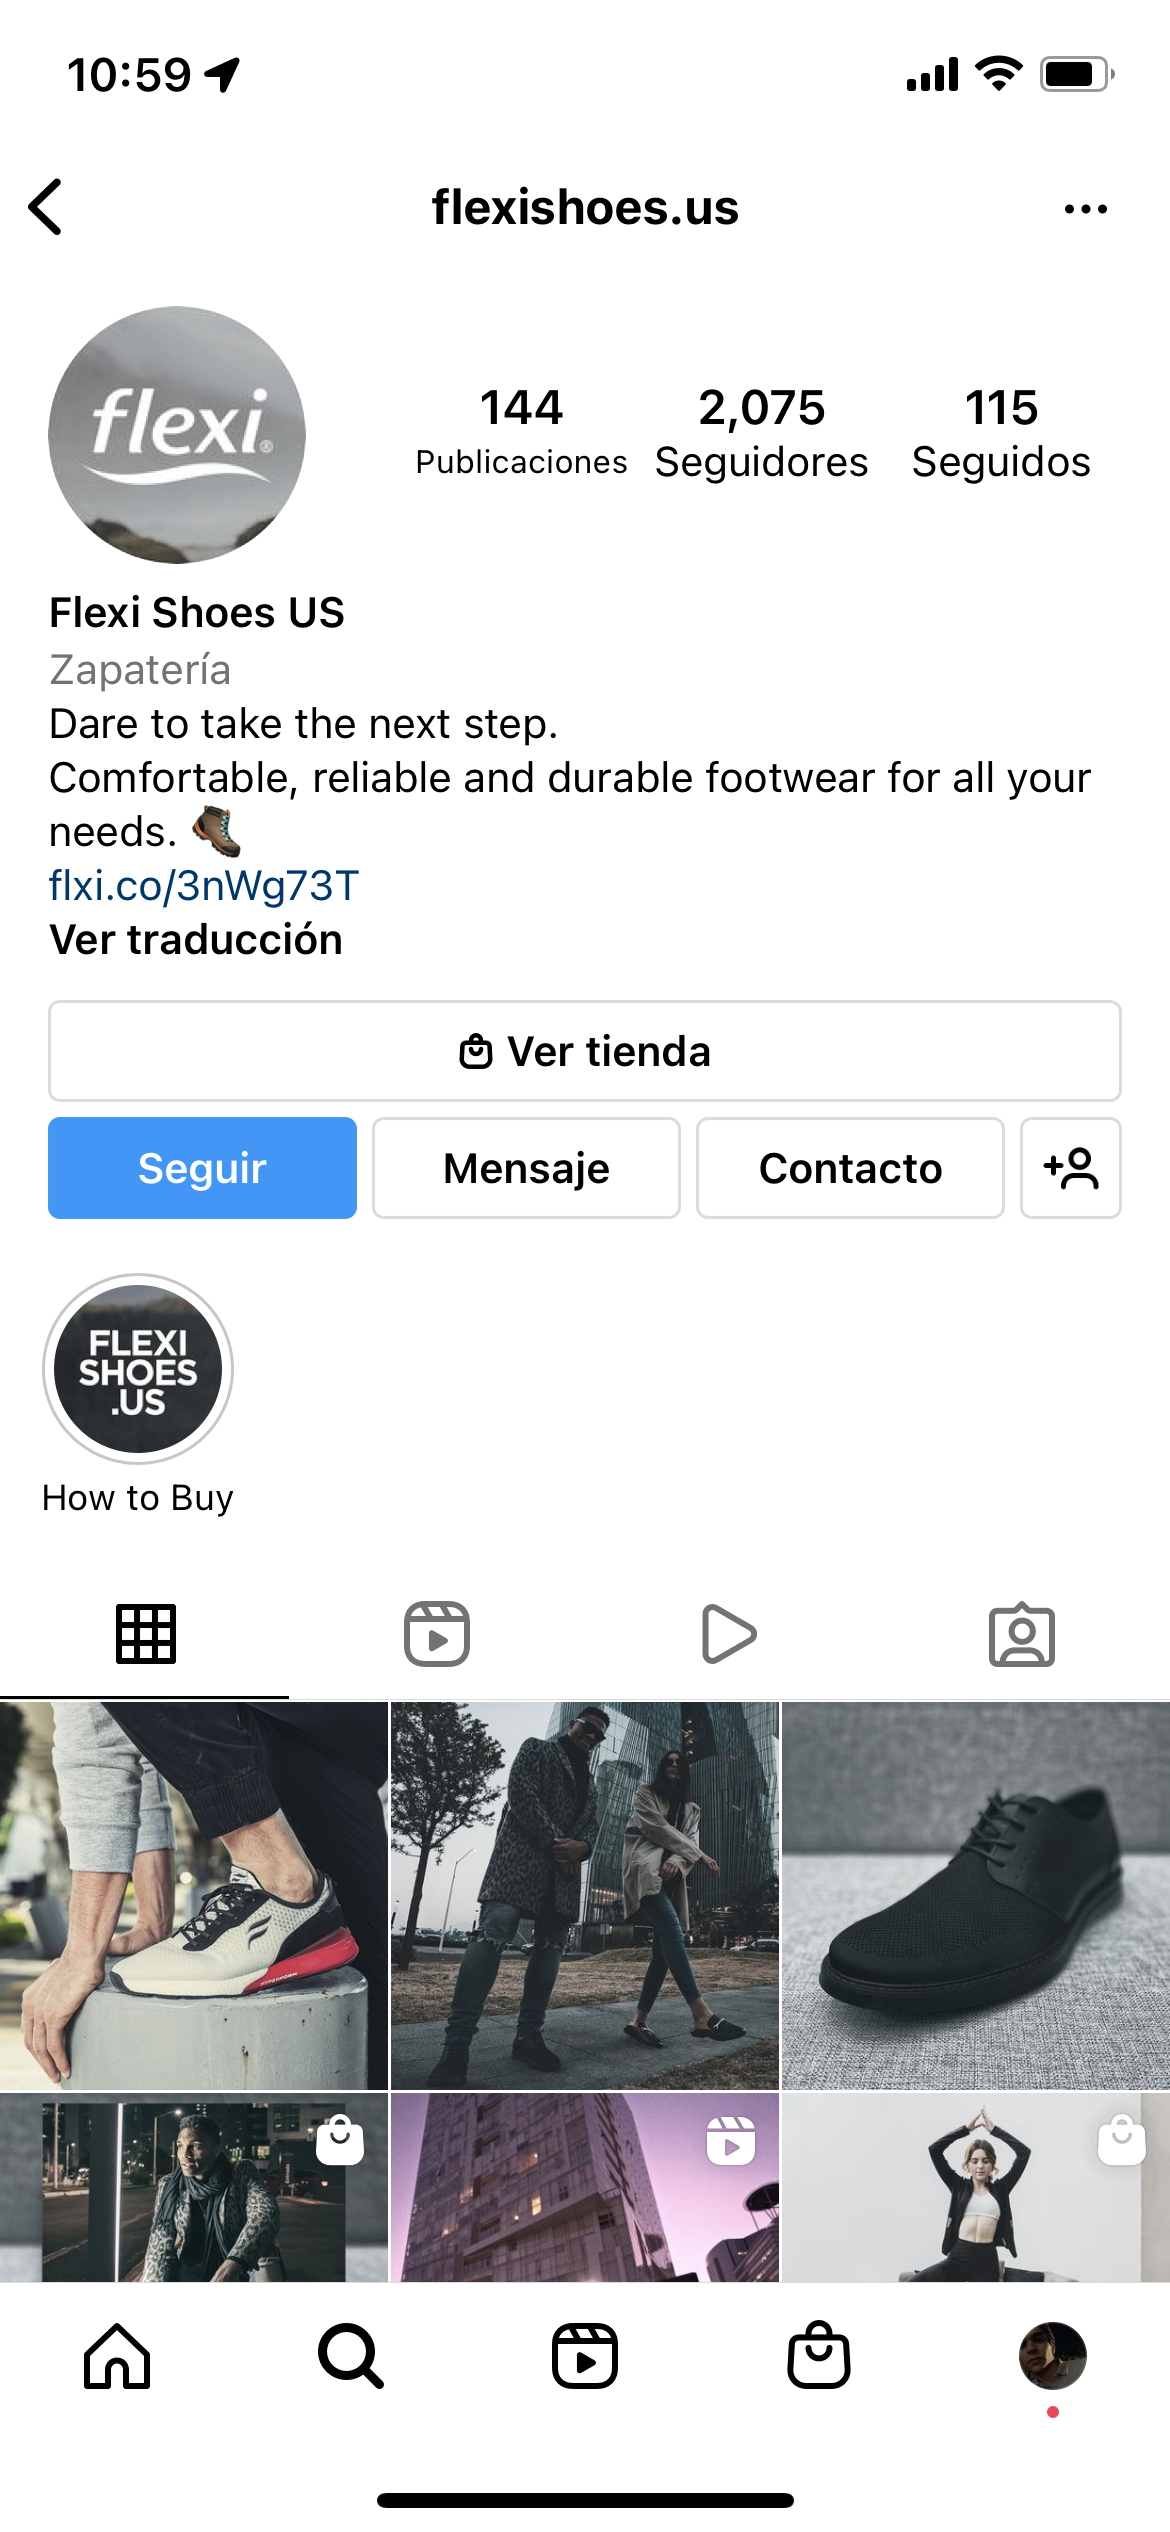 10:59
flexishoes.us
flexi®
144
2,075
115
Publicaciones
Seguidores
Seguidos
Flexi Shoes US
Zapatería
Dare to take the next step.
Comfortable, reliable and durable footwear for all your
needs.
flxi.co/3nWg73T
Ver traducción
Ver tienda
Seguir
Mensaje
Contacto
FLEXI
SHOES
.US
How to Buy
HYPERFORM